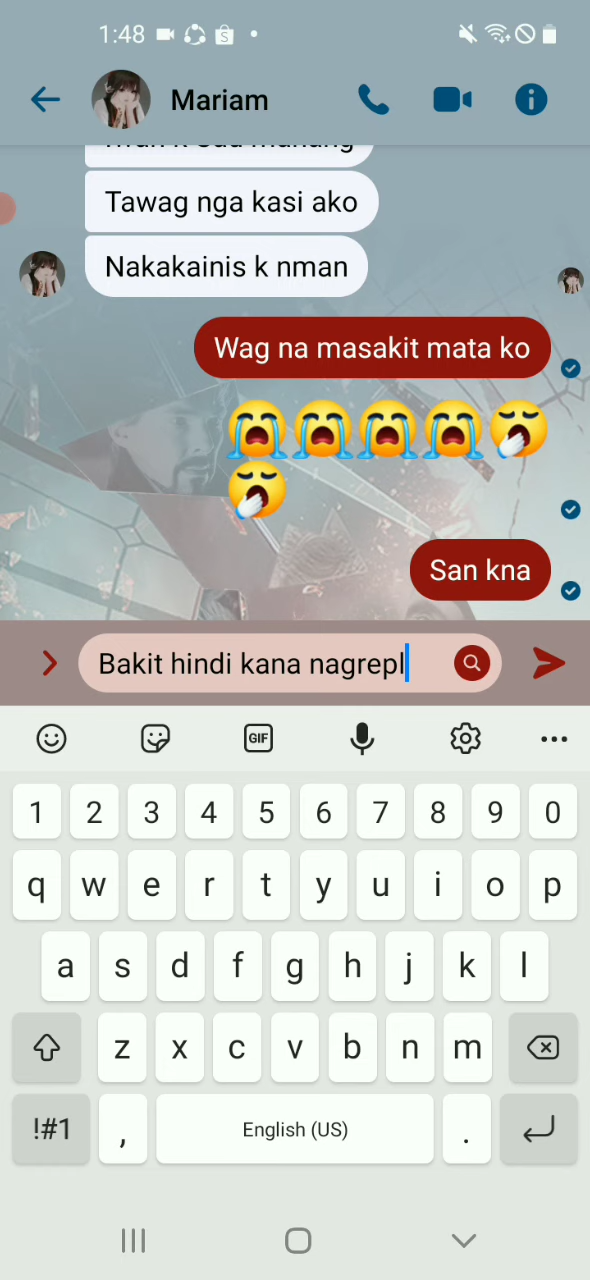 1:48
Mariam
Tawag nga kasi ako
Nakakainis k nman
Wag na masakit mata ko
😭😭😭😭🥱
🥱
San kna
Bakit hindi kana nagrepl
GIF
1 2 3 4 5 6 7 8 9 0
q w e r t y u i o p
a s d f g h j k l
z x c v b n m
!#1 , English (US) .